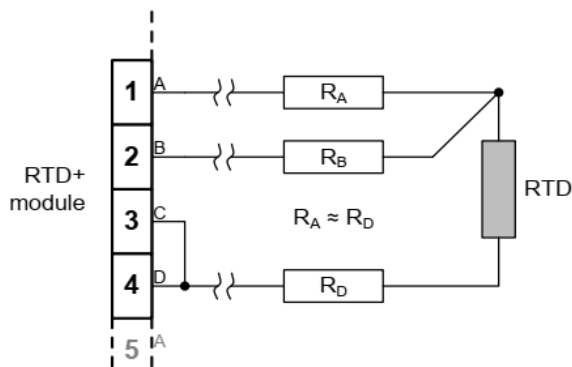 1 A R_A
2 B R_B
RTD+
module
RTD
3 C R_A ≈ R_D
4 D R_D
5 A